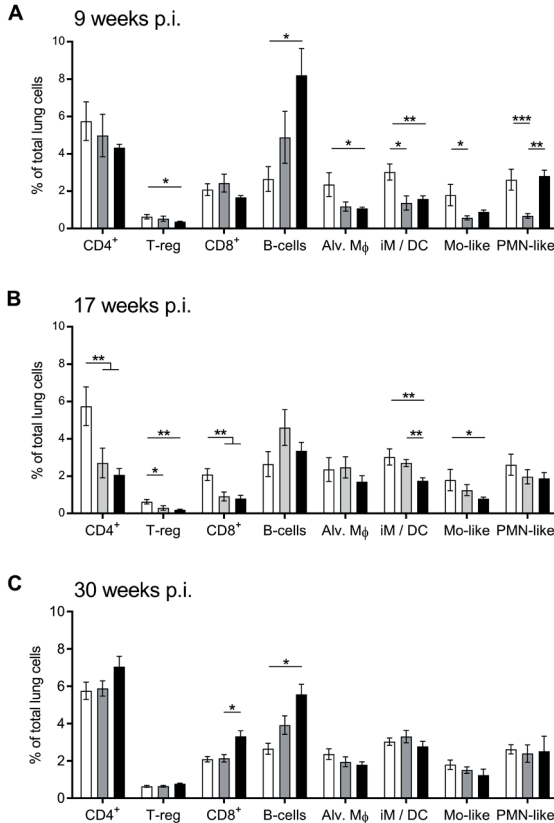 A
9 weeks p.i.
% of total lung cells
10
8
6
4
2
0
*
*
*
*
**
*
***
**
CD4+ T-reg CD8+ B-cells Alv. Mϕ iM / DC Mo-like PMN-like
B
17 weeks p.i.
% of total lung cells
10
8
6
4
2
0
**
**
*
**
**
**
*
CD4+ T-reg CD8+ B-cells Alv. Mϕ iM / DC Mo-like PMN-like
C
30 weeks p.i.
% of total lung cells
10
8
6
4
2
0
*
*
CD4+ T-reg CD8+ B-cells Alv. Mϕ iM / DC Mo-like PMN-like